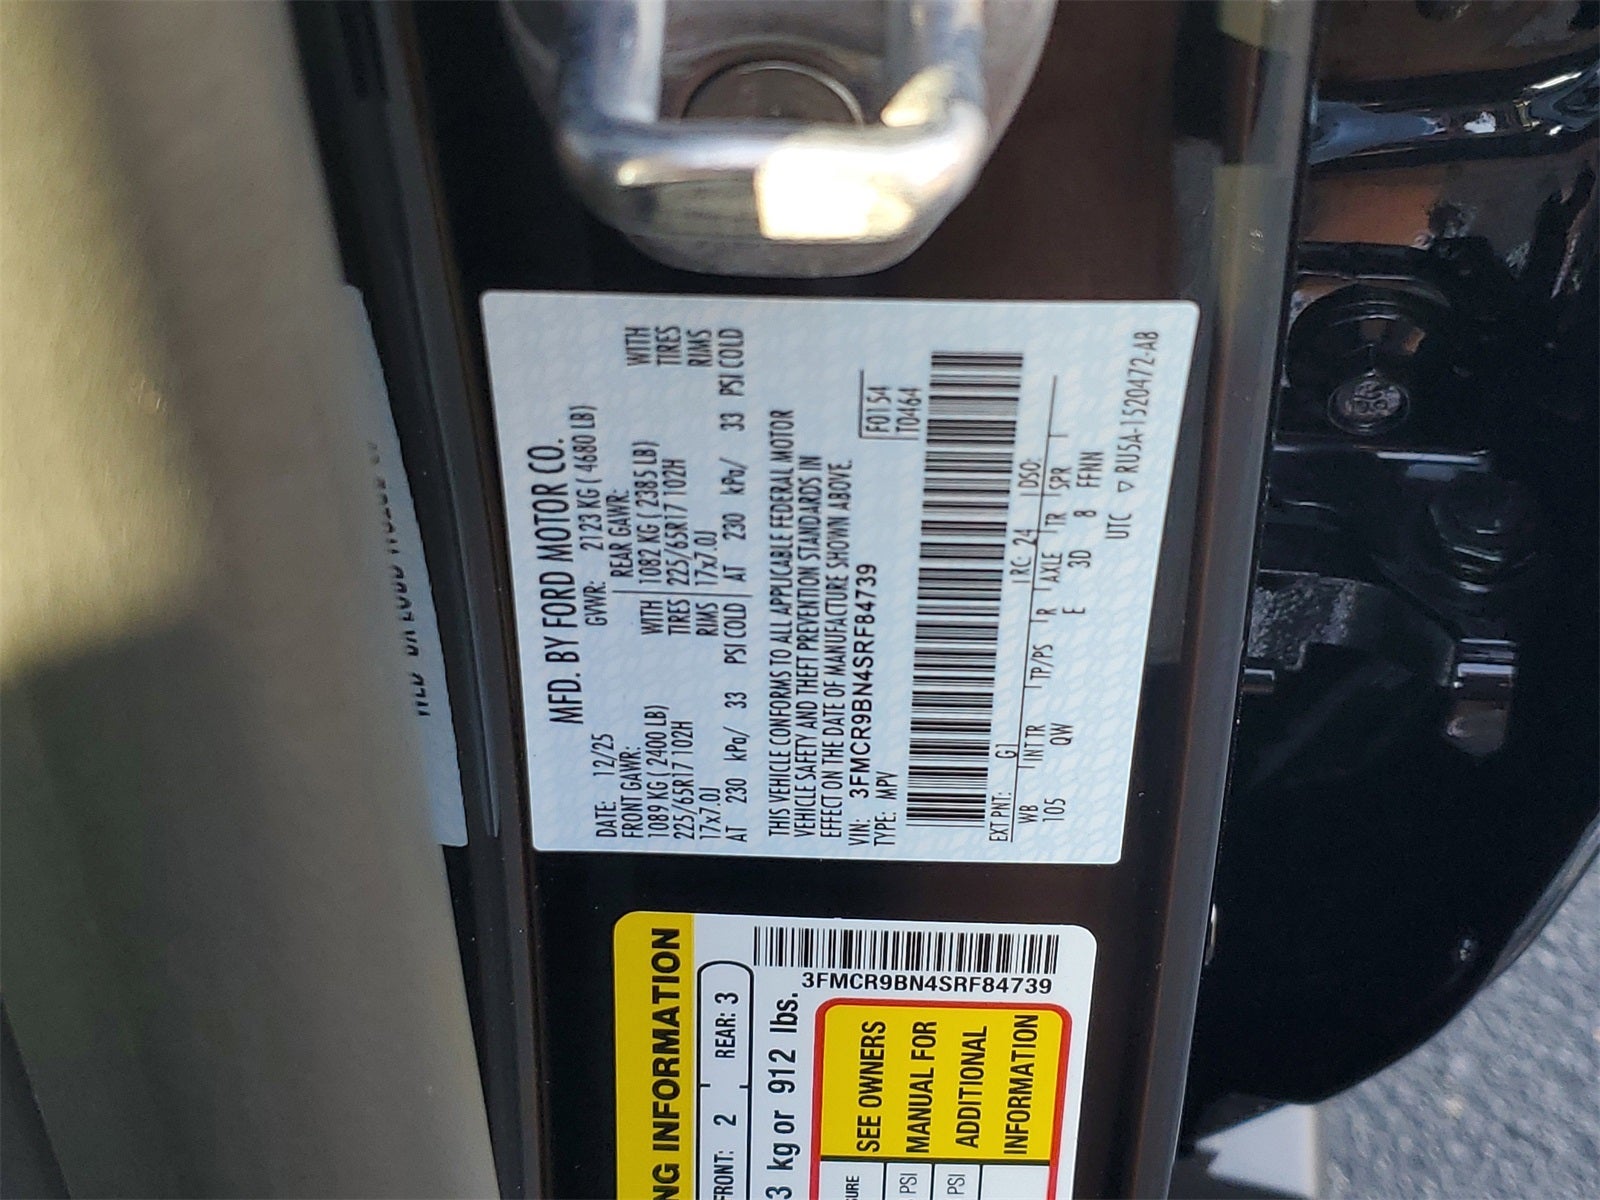 MFD. BY FORD MOTOR CO.
DATE: 12/25 GVWR: 2123 KG ( 4680 LB)
FRONT GAWR: REAR GAWR:
1089 KG ( 2400 LB) WITH 1082 KG ( 2385 LB) WITH
225/65R17 102H TIRES 225/65R17 102H TIRES
17x7.0J RIMS 17x7.0J RIMS
AT 230 kPa/ 33 PSI COLD AT 230 kPa/ 33 PSI COLD
THIS VEHICLE CONFORMS TO ALL APPLICABLE FEDERAL MOTOR
VEHICLE SAFETY AND THEFT PREVENTION STANDARDS IN
EFFECT ON THE DATE OF MANUFACTURE SHOWN ABOVE.
VIN: 3FMCR9BN4SRF84739 F0154
TYPE: MPV T0464
EXT PNT: G1 RC: 24 DSO:
WB INT TR TP/PS R AXLE TR SPR
105 QW E 3D 8 FFNN
UTC ▽ RU5A-1520472-AB
NG INFORMATION
FRONT: 2 REAR: 3
3 kg or 912 lbs.
3FMCR9BN4SRF84739
SEE OWNERS
MANUAL FOR
ADDITIONAL
INFORMATION
PSI
PSI